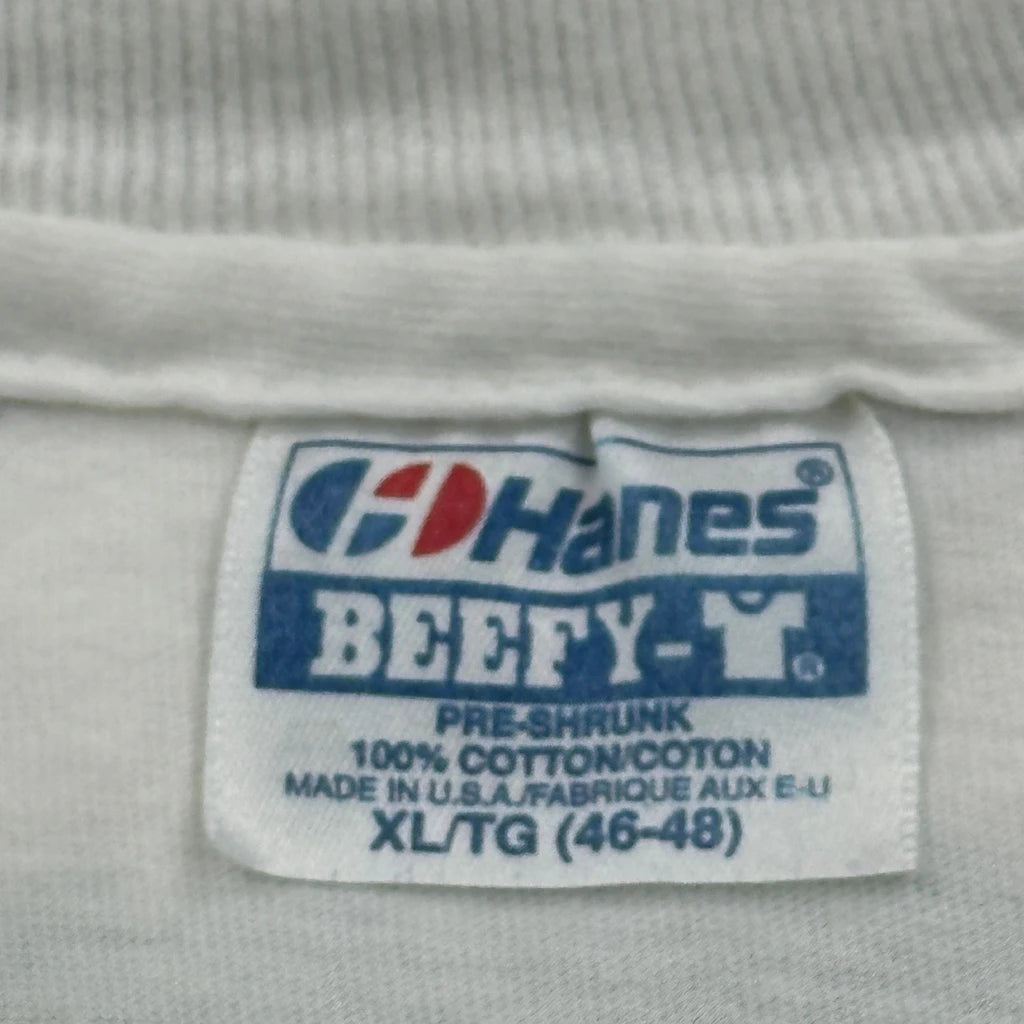 Hanes®
BEEFY-T®
PRE-SHRUNK
100% COTTON/COTON
MADE IN U.S.A./FABRIQUE AUX E-U
XL/TG (46-48)